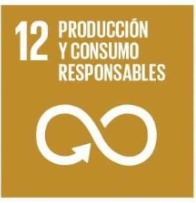 12 PRODUCCIÓN
Y CONSUMO
RESPONSABLES